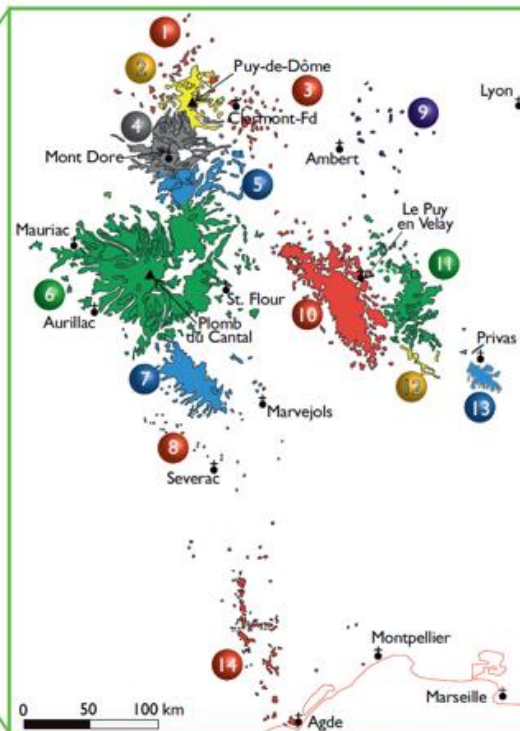 1
2
Puy-de-Dôme
3
Clermont-Fd
4
Mont Dore
Lyon
9
Ambert
5
Mauriac
Le Puy
en Velay
11
6
St. Flour
10
Aurillac
Plomb
du Cantal
Privas
12
13
7
Marvejols
8
Severac
Montpellier
14
Marseille
0 50 100 km
Agde